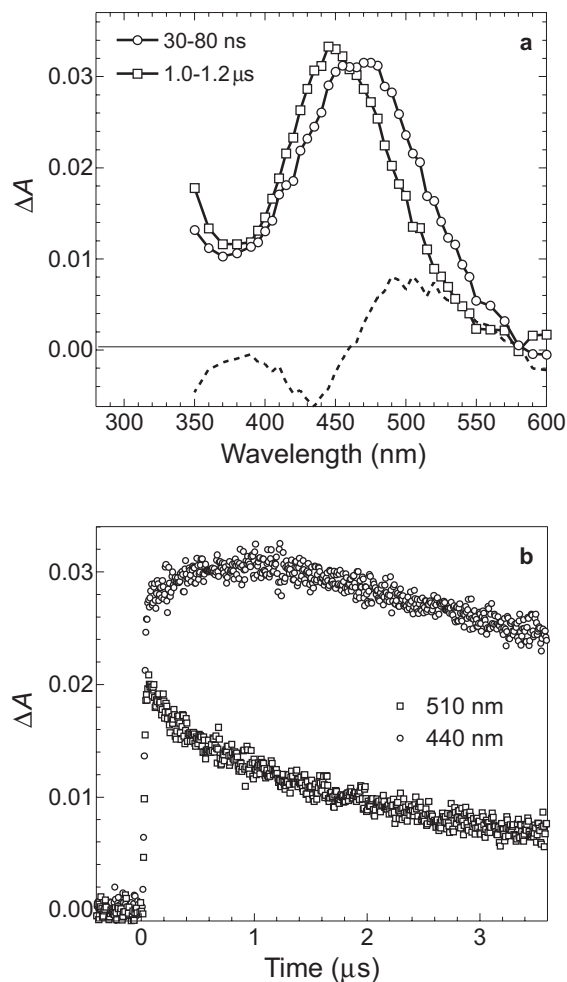 30-80 ns
1.0-1.2 µs
a
0.03
0.02
0.01
0.00
ΔA
300 350 400 450 500 550 600
Wavelength (nm)
b
0.03
0.02
0.01
0.00
ΔA
510 nm
440 nm
0 1 2 3
Time (µs)